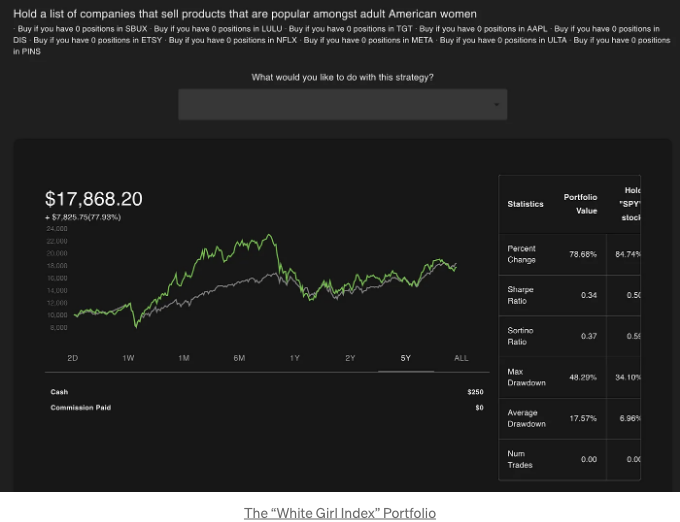 Hold a list of companies that sell products that are popular amongst adult American women
· Buy if you have 0 positions in SBUX · Buy if you have 0 positions in LULU · Buy if you have 0 positions in TGT · Buy if you have 0 positions in AAPL · Buy if you have 0 positions in
DIS · Buy if you have 0 positions in ETSY · Buy if you have 0 positions in NFLX · Buy if you have 0 positions in META · Buy if you have 0 positions in ULTA · Buy if you have 0 positions
in PINS
What would you like to do with this strategy?
$17,868.20
+ $7,825.75(77.93%)
24,000
22,000
20,000
18,000
16,000
14,000
12,000
10,000
8,000
2D 1W 1M 6M 1Y 2Y 5Y ALL
Cash $250
Commission Paid $0
Statistics
Portfolio
Value
Hold
"SPY"
stock
Percent
Change
78.68% 84.74%
Sharpe
Ratio
0.34 0.50
Sortino
Ratio
0.37 0.59
Max
Drawdown
48.29% 34.10%
Average
Drawdown
17.57% 6.96%
Num
Trades
0.00 0.00
The “White Girl Index” Portfolio